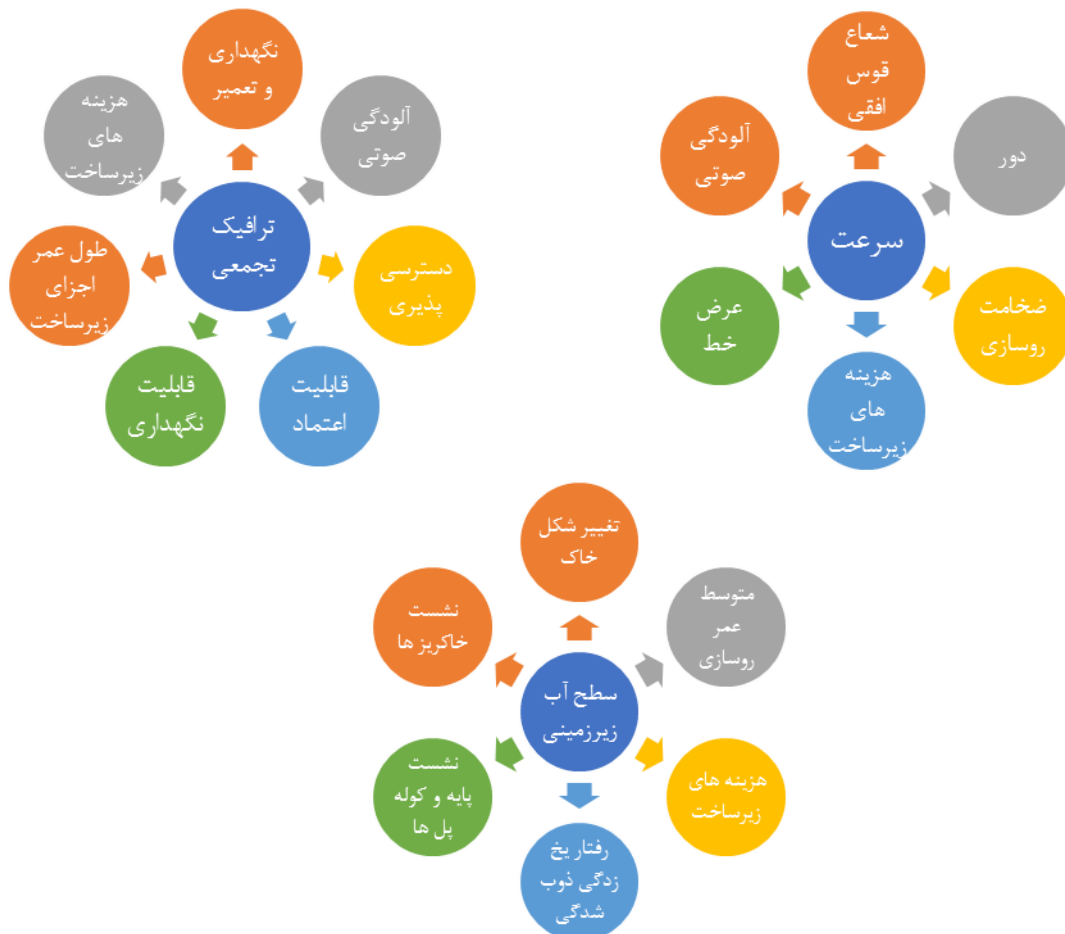 شعاع
قوس
افقی
دور
ضخامت
روسازی
هزینه
های
زیرساخت
عرض
خط
آلودگی
صوتی
سرعت
نگهداری
و تعمیر
آلودگی
صوتی
دسترسی
پذیری
قابلیت
اعتماد
قابلیت
نگهداری
طول عمر
اجزای
زیرساخت
هزینه
های
زیرساخت
ترافیک
تجمعی
تغییر شکل
خاک
متوسط
عمر
روسازی
هزینه های
زیرساخت
رفتار یخ
زدگی ذوب
شدگی
نشست
پایه و کوله
پل ها
نشست
خاکریز ها
سطح آب
زیرزمینی